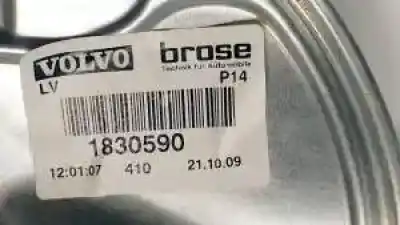 VOLVO brose
Technik für Automobile
LV P14
1830590
12:01:07 410 21.10.09